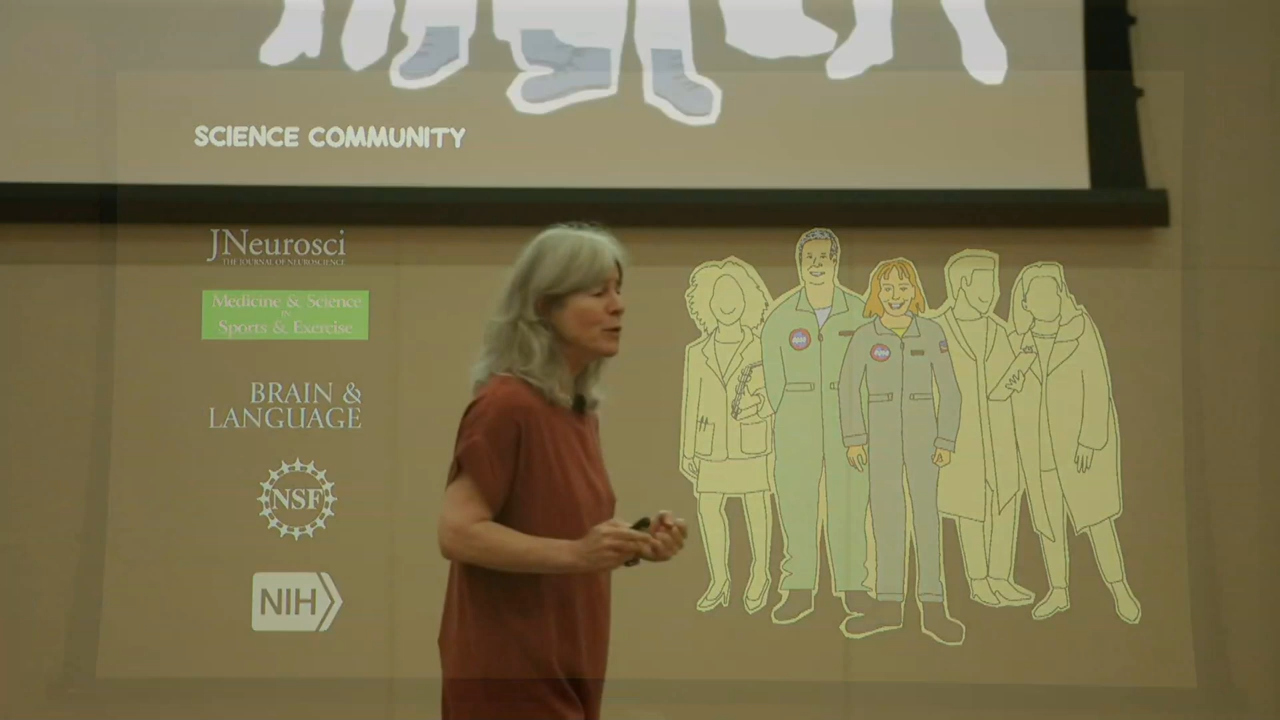 SCIENCE COMMUNITY
JNeurosci
THE JOURNAL OF NEUROSCIENCE
Medicine & Science
IN
Sports & Exercise
BRAIN &
LANGUAGE
NSF
NIH